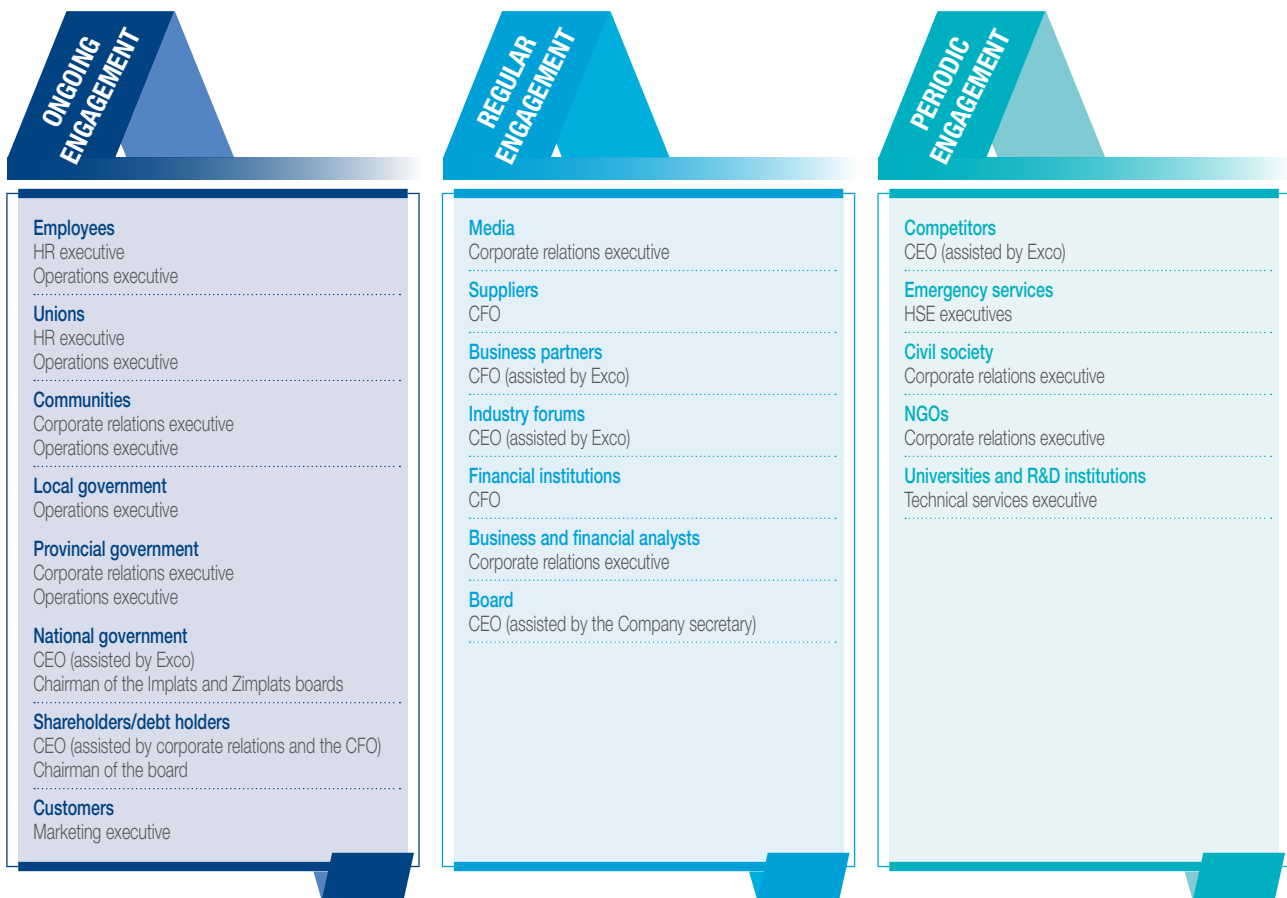 ONGOING
ENGAGEMENT
Employees
HR executive
Operations executive
Unions
HR executive
Operations executive
Communities
Corporate relations executive
Operations executive
Local government
Operations executive
Provincial government
Corporate relations executive
Operations executive
National government
CEO (assisted by Exco)
Chairman of the Implats and Zimplats boards
Shareholders/debt holders
CEO (assisted by corporate relations and the CFO)
Chairman of the board
Customers
Marketing executive
REGULAR
ENGAGEMENT
Media
Corporate relations executive
Suppliers
CFO
Business partners
CFO (assisted by Exco)
Industry forums
CEO (assisted by Exco)
Financial institutions
CFO
Business and financial analysts
Corporate relations executive
Board
CEO (assisted by the Company secretary)
PERIODIC
ENGAGEMENT
Competitors
CEO (assisted by Exco)
Emergency services
HSE executives
Civil society
Corporate relations executive
NGOs
Corporate relations executive
Universities and R&D institutions
Technical services executive